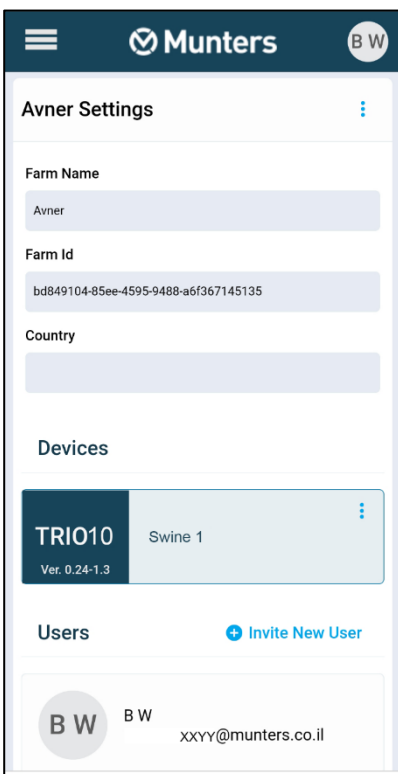 Munters
B W
Avner Settings
Farm Name
Avner
Farm Id
bd849104-85ee-4595-9488-a6f367145135
Country
Devices
TRIO10
Ver. 0.24-1.3
Swine 1
Users
Invite New User
B W
B W
XXYY@munters.co.il